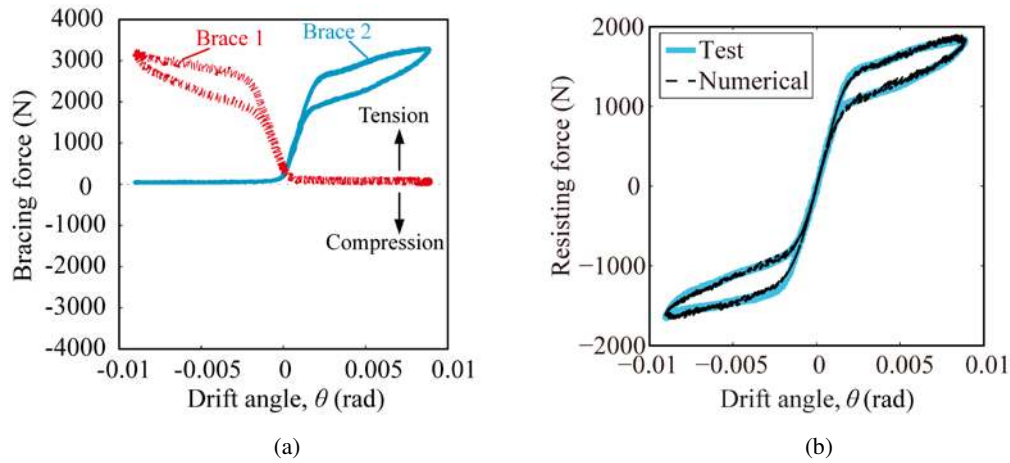 4000
3000
2000
1000
0
-1000
-2000
-3000
-4000
Bracing force (N)
Brace 1
Brace 2
Tension
Compression
-0.01 -0.005 0 0.005 0.01
Drift angle, θ (rad)
(a)
2000
1000
0
−1000
−2000
Resisting force (N)
Test
Numerical
−0.01 −0.005 0 0.005 0.01
Drift angle, θ (rad)
(b)